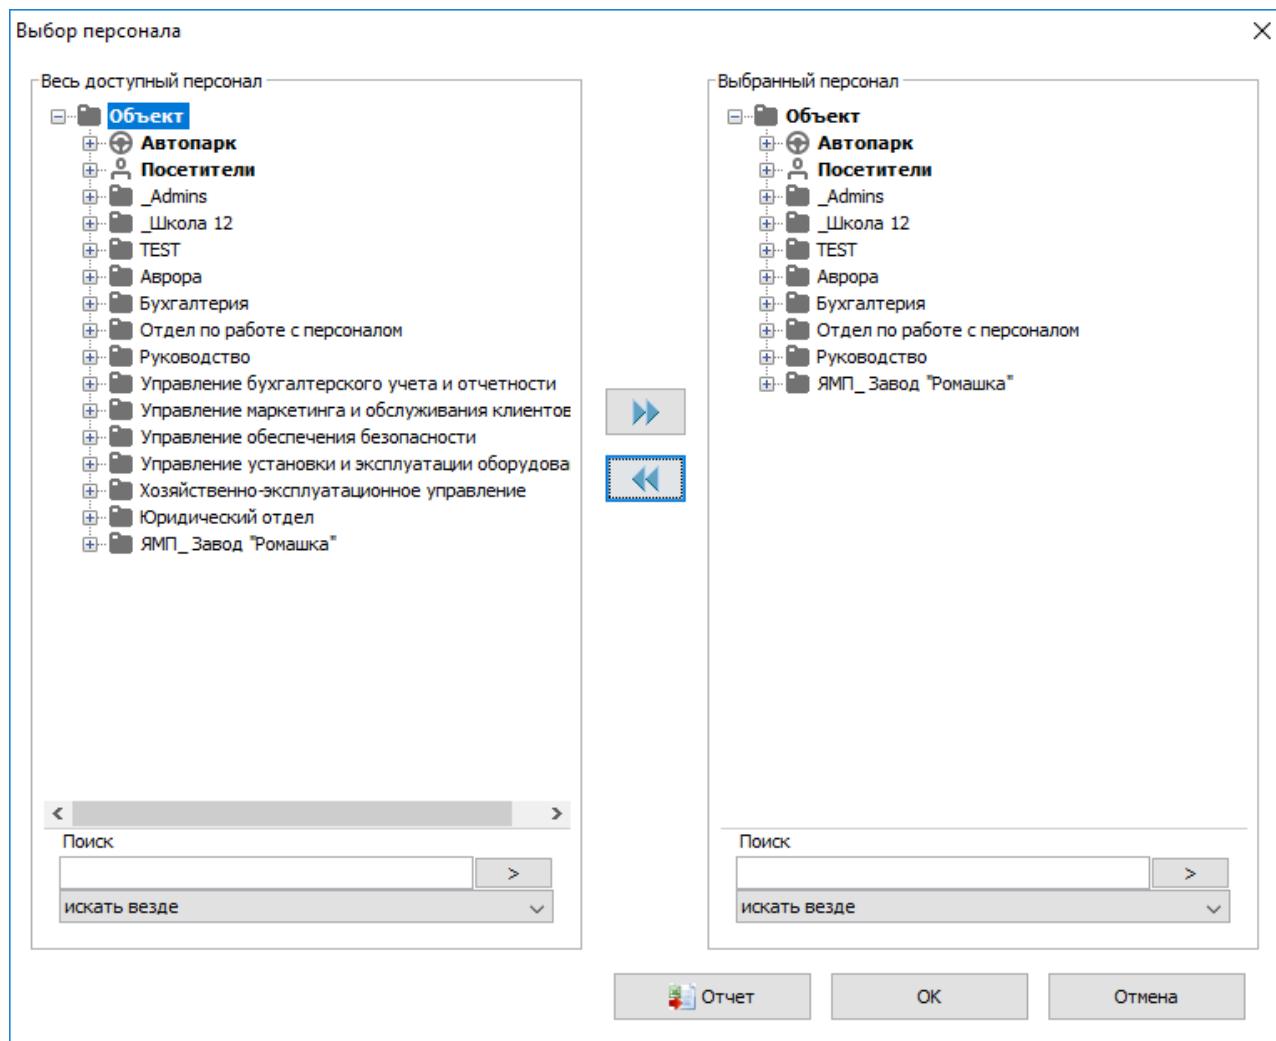 Выбор персонала
Весь доступный персонал
Объект
Автопарк
Посетители
_Admins
_Школа 12
TEST
Аврора
Бухгалтерия
Отдел по работе с персоналом
Руководство
Управление бухгалтерского учета и отчетности
Управление маркетинга и обслуживания клиентов
Управление обеспечения безопасности
Управление установки и эксплуатации оборудова
Хозяйственно-эксплуатационное управление
Юридический отдел
ЯМП_ Завод "Ромашка"
Поиск
>
искать везде
Выбранный персонал
Объект
Автопарк
Посетители
_Admins
_Школа 12
TEST
Аврора
Бухгалтерия
Отдел по работе с персоналом
Руководство
ЯМП_ Завод "Ромашка"
Поиск
>
искать везде
Отчет
ОК
Отмена